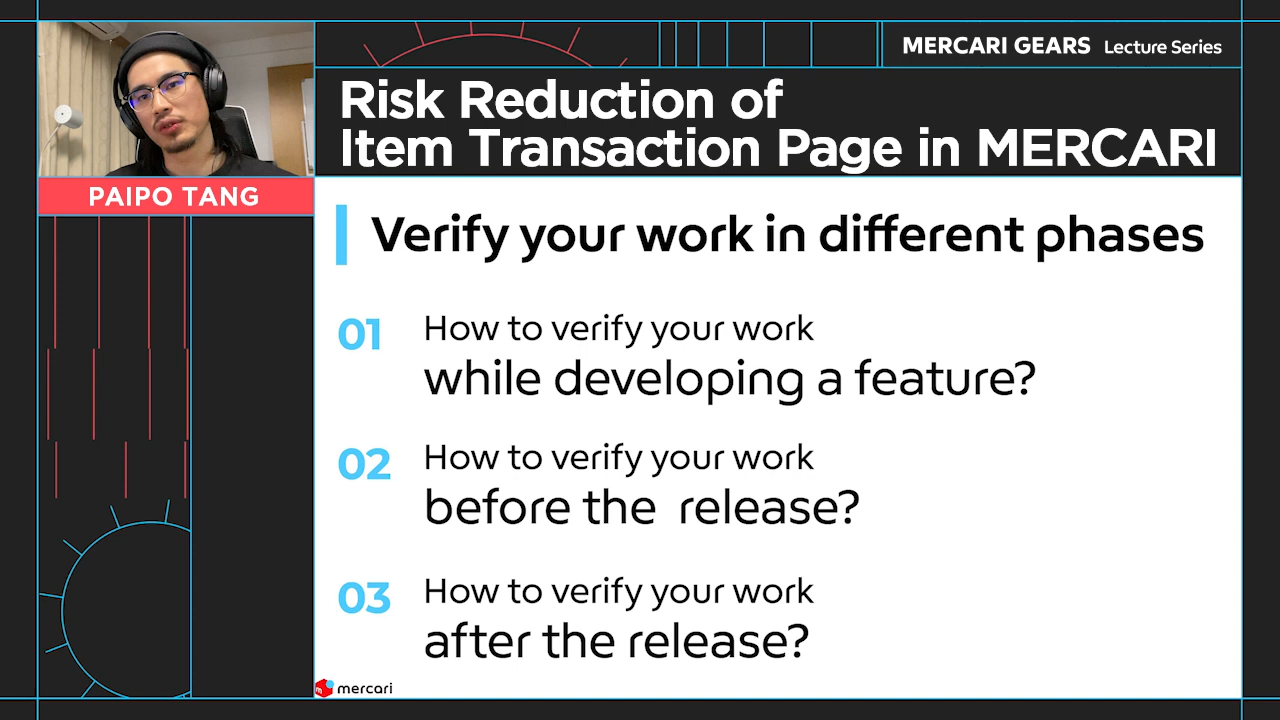 MERCARI GEARS Lecture Series
Risk Reduction of
Item Transaction Page in MERCARI
PAIPO TANG
Verify your work in different phases
01 How to verify your work
while developing a feature?
02 How to verify your work
before the release?
03 How to verify your work
after the release?
mercari